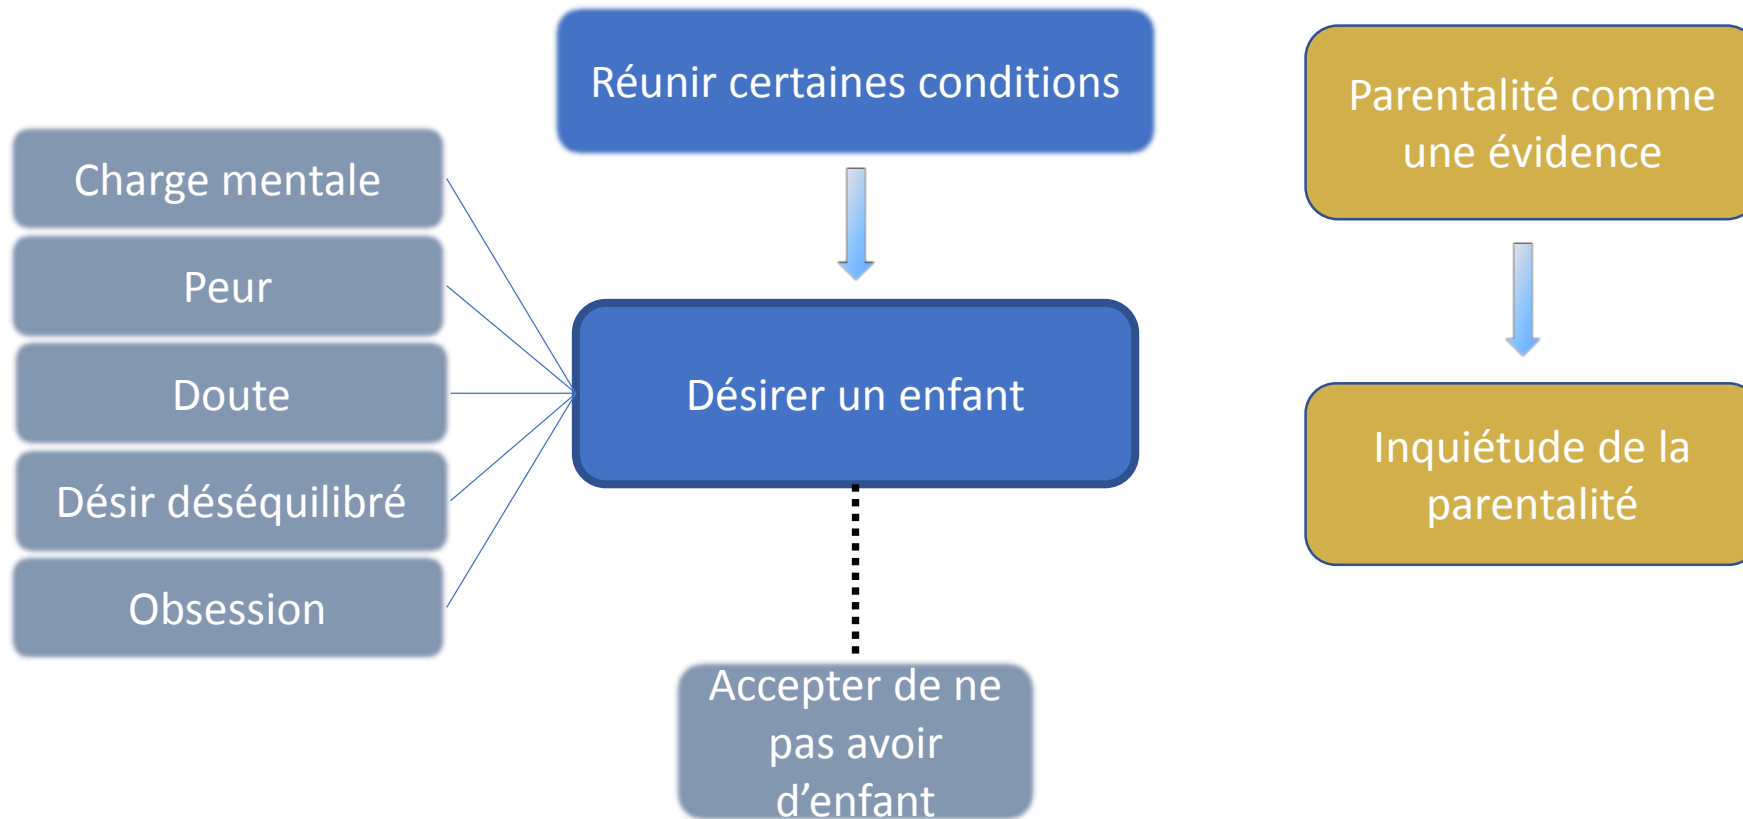 Réunir certaines conditions
Parentalité comme
une évidence
Charge mentale
Peur
Doute
Désir déséquilibré
Obsession
Désirer un enfant
Inquiétude de la
parentalité
Accepter de ne
pas avoir
d’enfant